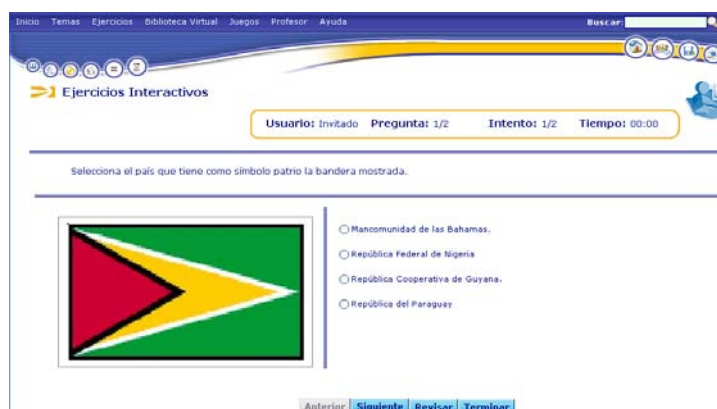 Inicio Temas Ejercicios Biblioteca Virtual Juegos Profesor Ayuda Buscar:
Ejercicios Interactivos
Usuario: Invitado Pregunta: 1/2 Intento: 1/2 Tiempo: 00:00
Selecciona el país que tiene como símbolo patrio la bandera mostrada.
Mancomunidad de las Bahamas.
República Federal de Nigeria
República Cooperativa de Guyana.
República del Paraguay
Anterior Siguiente Revisar Terminar